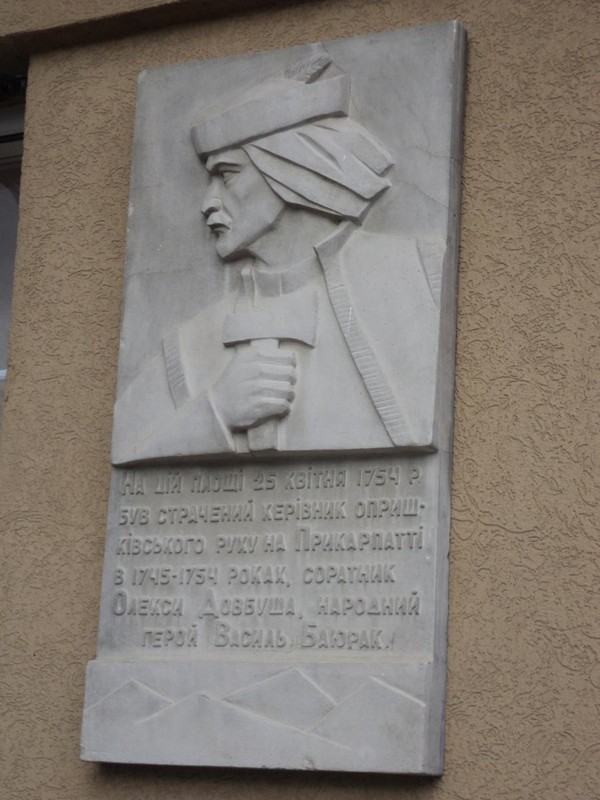 На цій площі 25 квітня 1754 р.
був страчений керівник оприш-
ківського руху на Прикарпатті
в 1745-1754 роках, соратник
Олекси Довбуша, народний
герой Василь Баюрак.